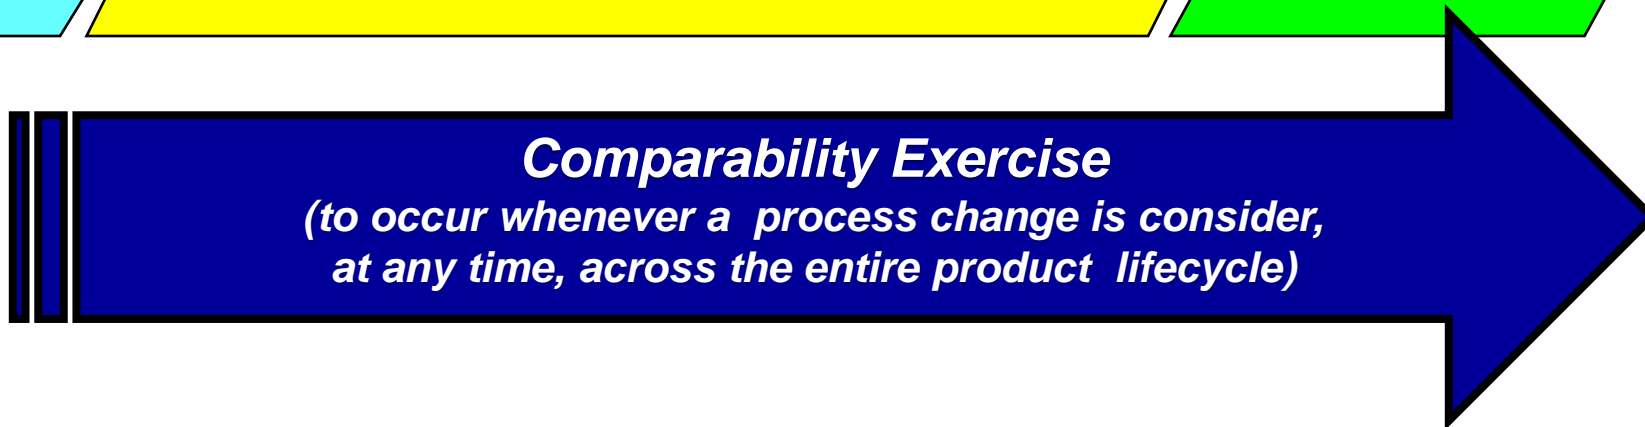 Comparability Exercise
(to occur whenever a process change is consider,
at any time, across the entire product lifecycle)